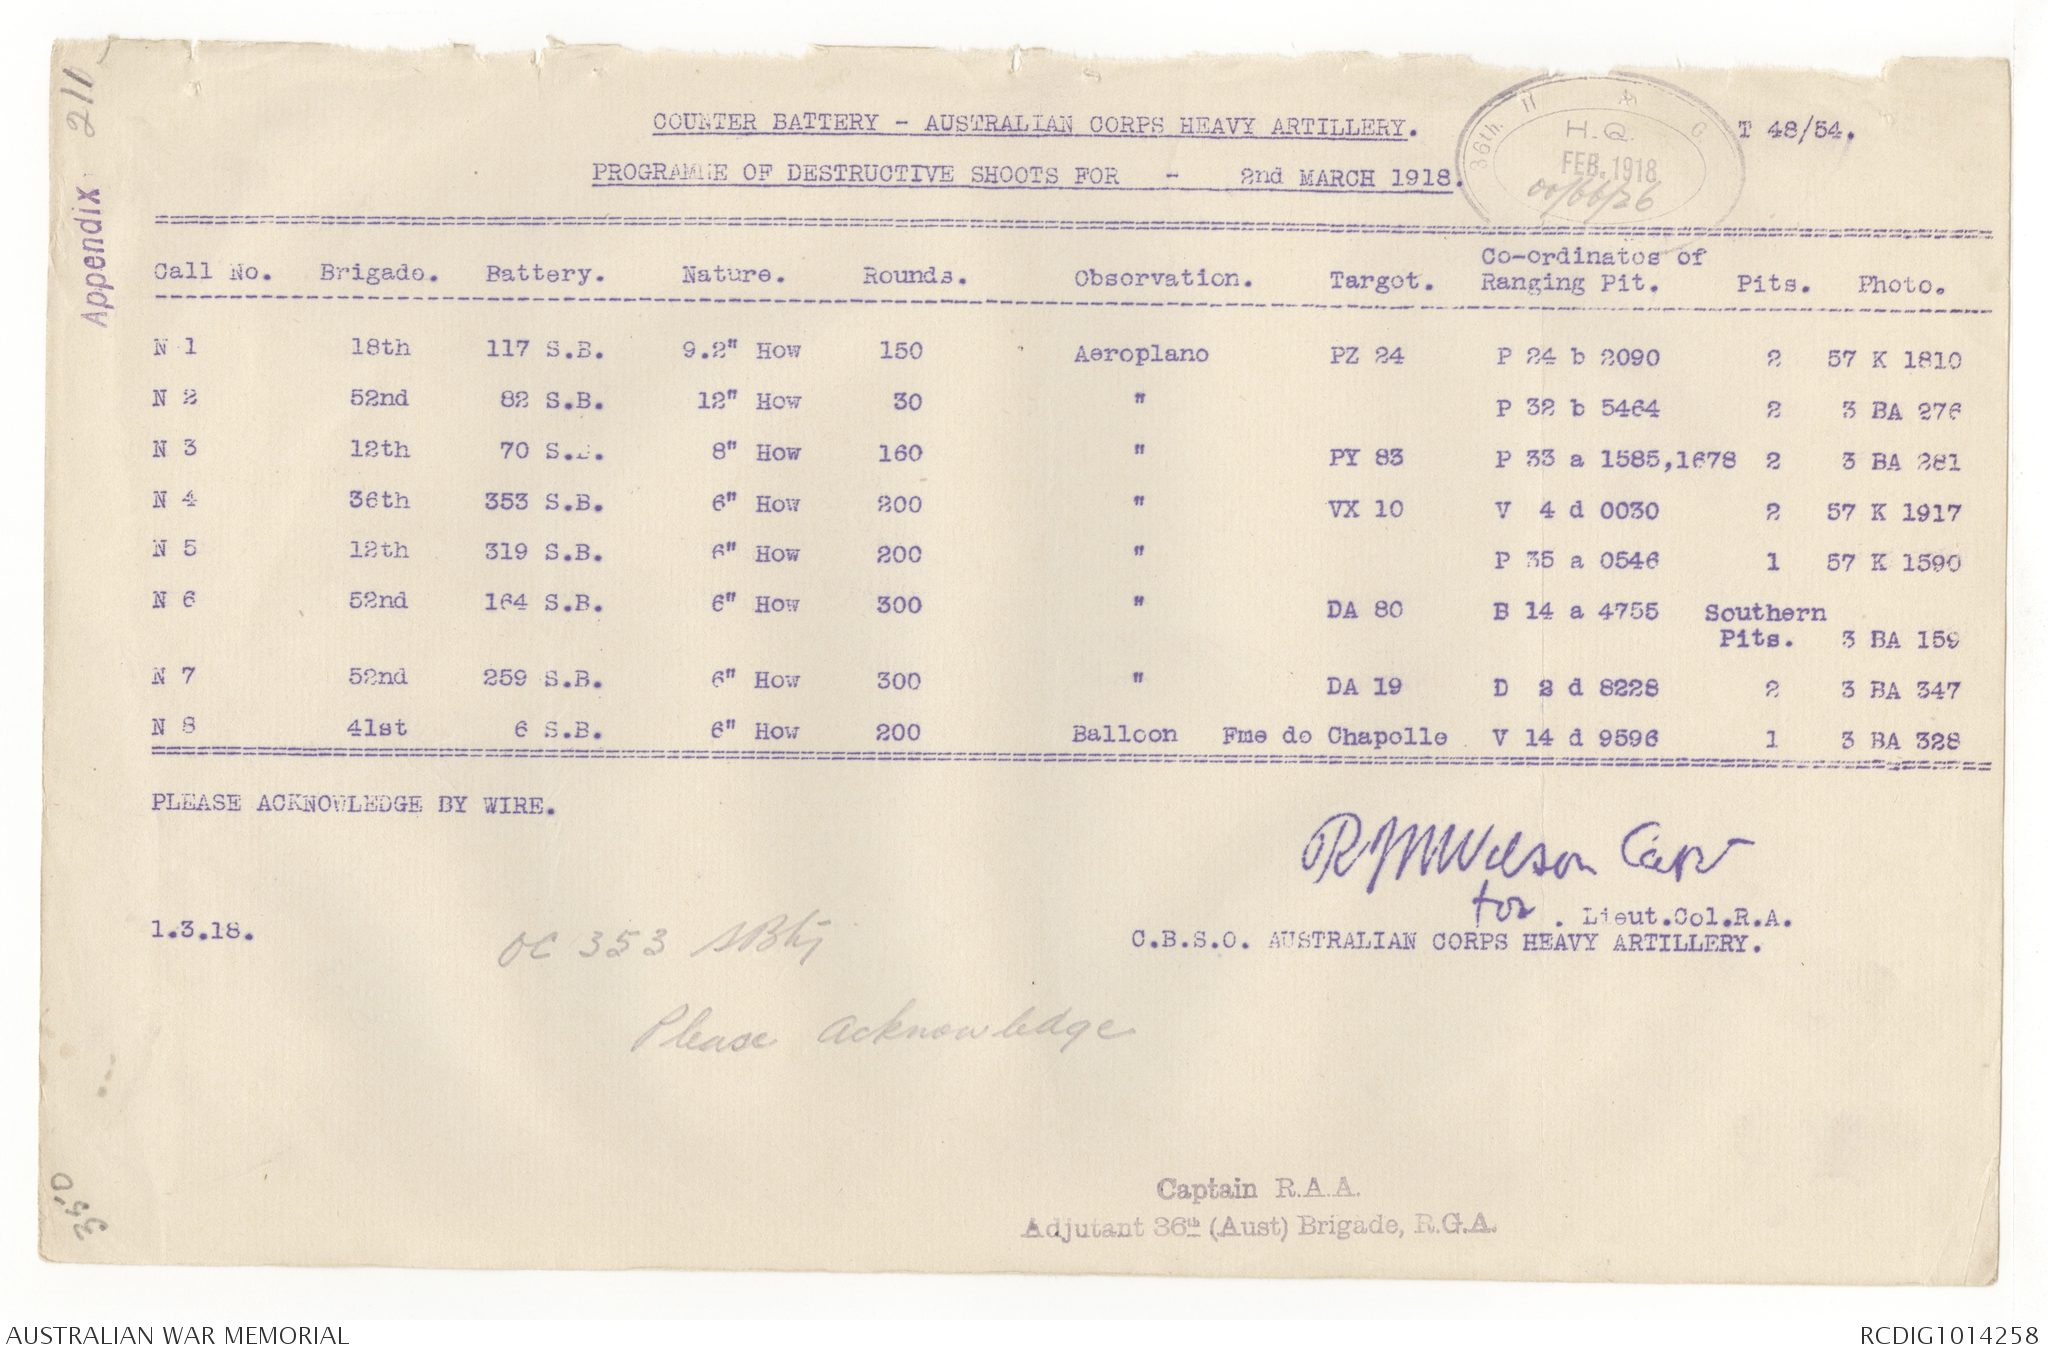 Appendix 211
COUNTER BATTERY - AUSTRALIAN CORPS HEAVY ARTILLERY.
T 48/54.
PROGRAMME OF DESTRUCTIVE SHOOTS FOR - 2nd MARCH 1918.
36th. H. G
H.Q.
FEB. 1918
Call No. Brigade. Battery. Nature. Rounds. Observation. Target. Co-ordinates of Ranging Pit. Pits. Photo.
N 1 18th 117 S.B. 9.2" How 150 Aeroplane PZ 24 P 24 b 2090 2 57 K 1810
N 2 52nd 82 S.B. 12" How 30 " P 32 b 5464 2 3 BA 276
N 3 12th 70 S.B. 8" How 160 " PY 83 P 33 a 1585,1678 2 3 BA 281
N 4 36th 353 S.B. 6" How 200 " VX 10 V 4 d 0030 2 57 K 1917
N 5 12th 319 S.B. 6" How 200 " P 35 a 0546 1 57 K 1590
N 6 52nd 164 S.B. 6" How 300 " DA 80 B 14 a 4755 Southern
Pits. 3 BA 159
N 7 52nd 259 S.B. 6" How 300 " DA 19 D 2 d 8228 2 3 BA 347
N 8 41st 6 S.B. 6" How 200 Balloon Fme de Chapelle V 14 d 9596 1 3 BA 328
PLEASE ACKNOWLEDGE BY WIRE.
R M Wilson Capt
for . Lieut.Col.R.A.
1.3.18.
C.B.S.O. AUSTRALIAN CORPS HEAVY ARTILLERY.
OC 353 SBty
Please acknowledge
Captain R.A.A.
Adjutant 36th (Aust) Brigade, R.G.A.
AUSTRALIAN WAR MEMORIAL
RCDIG1014258